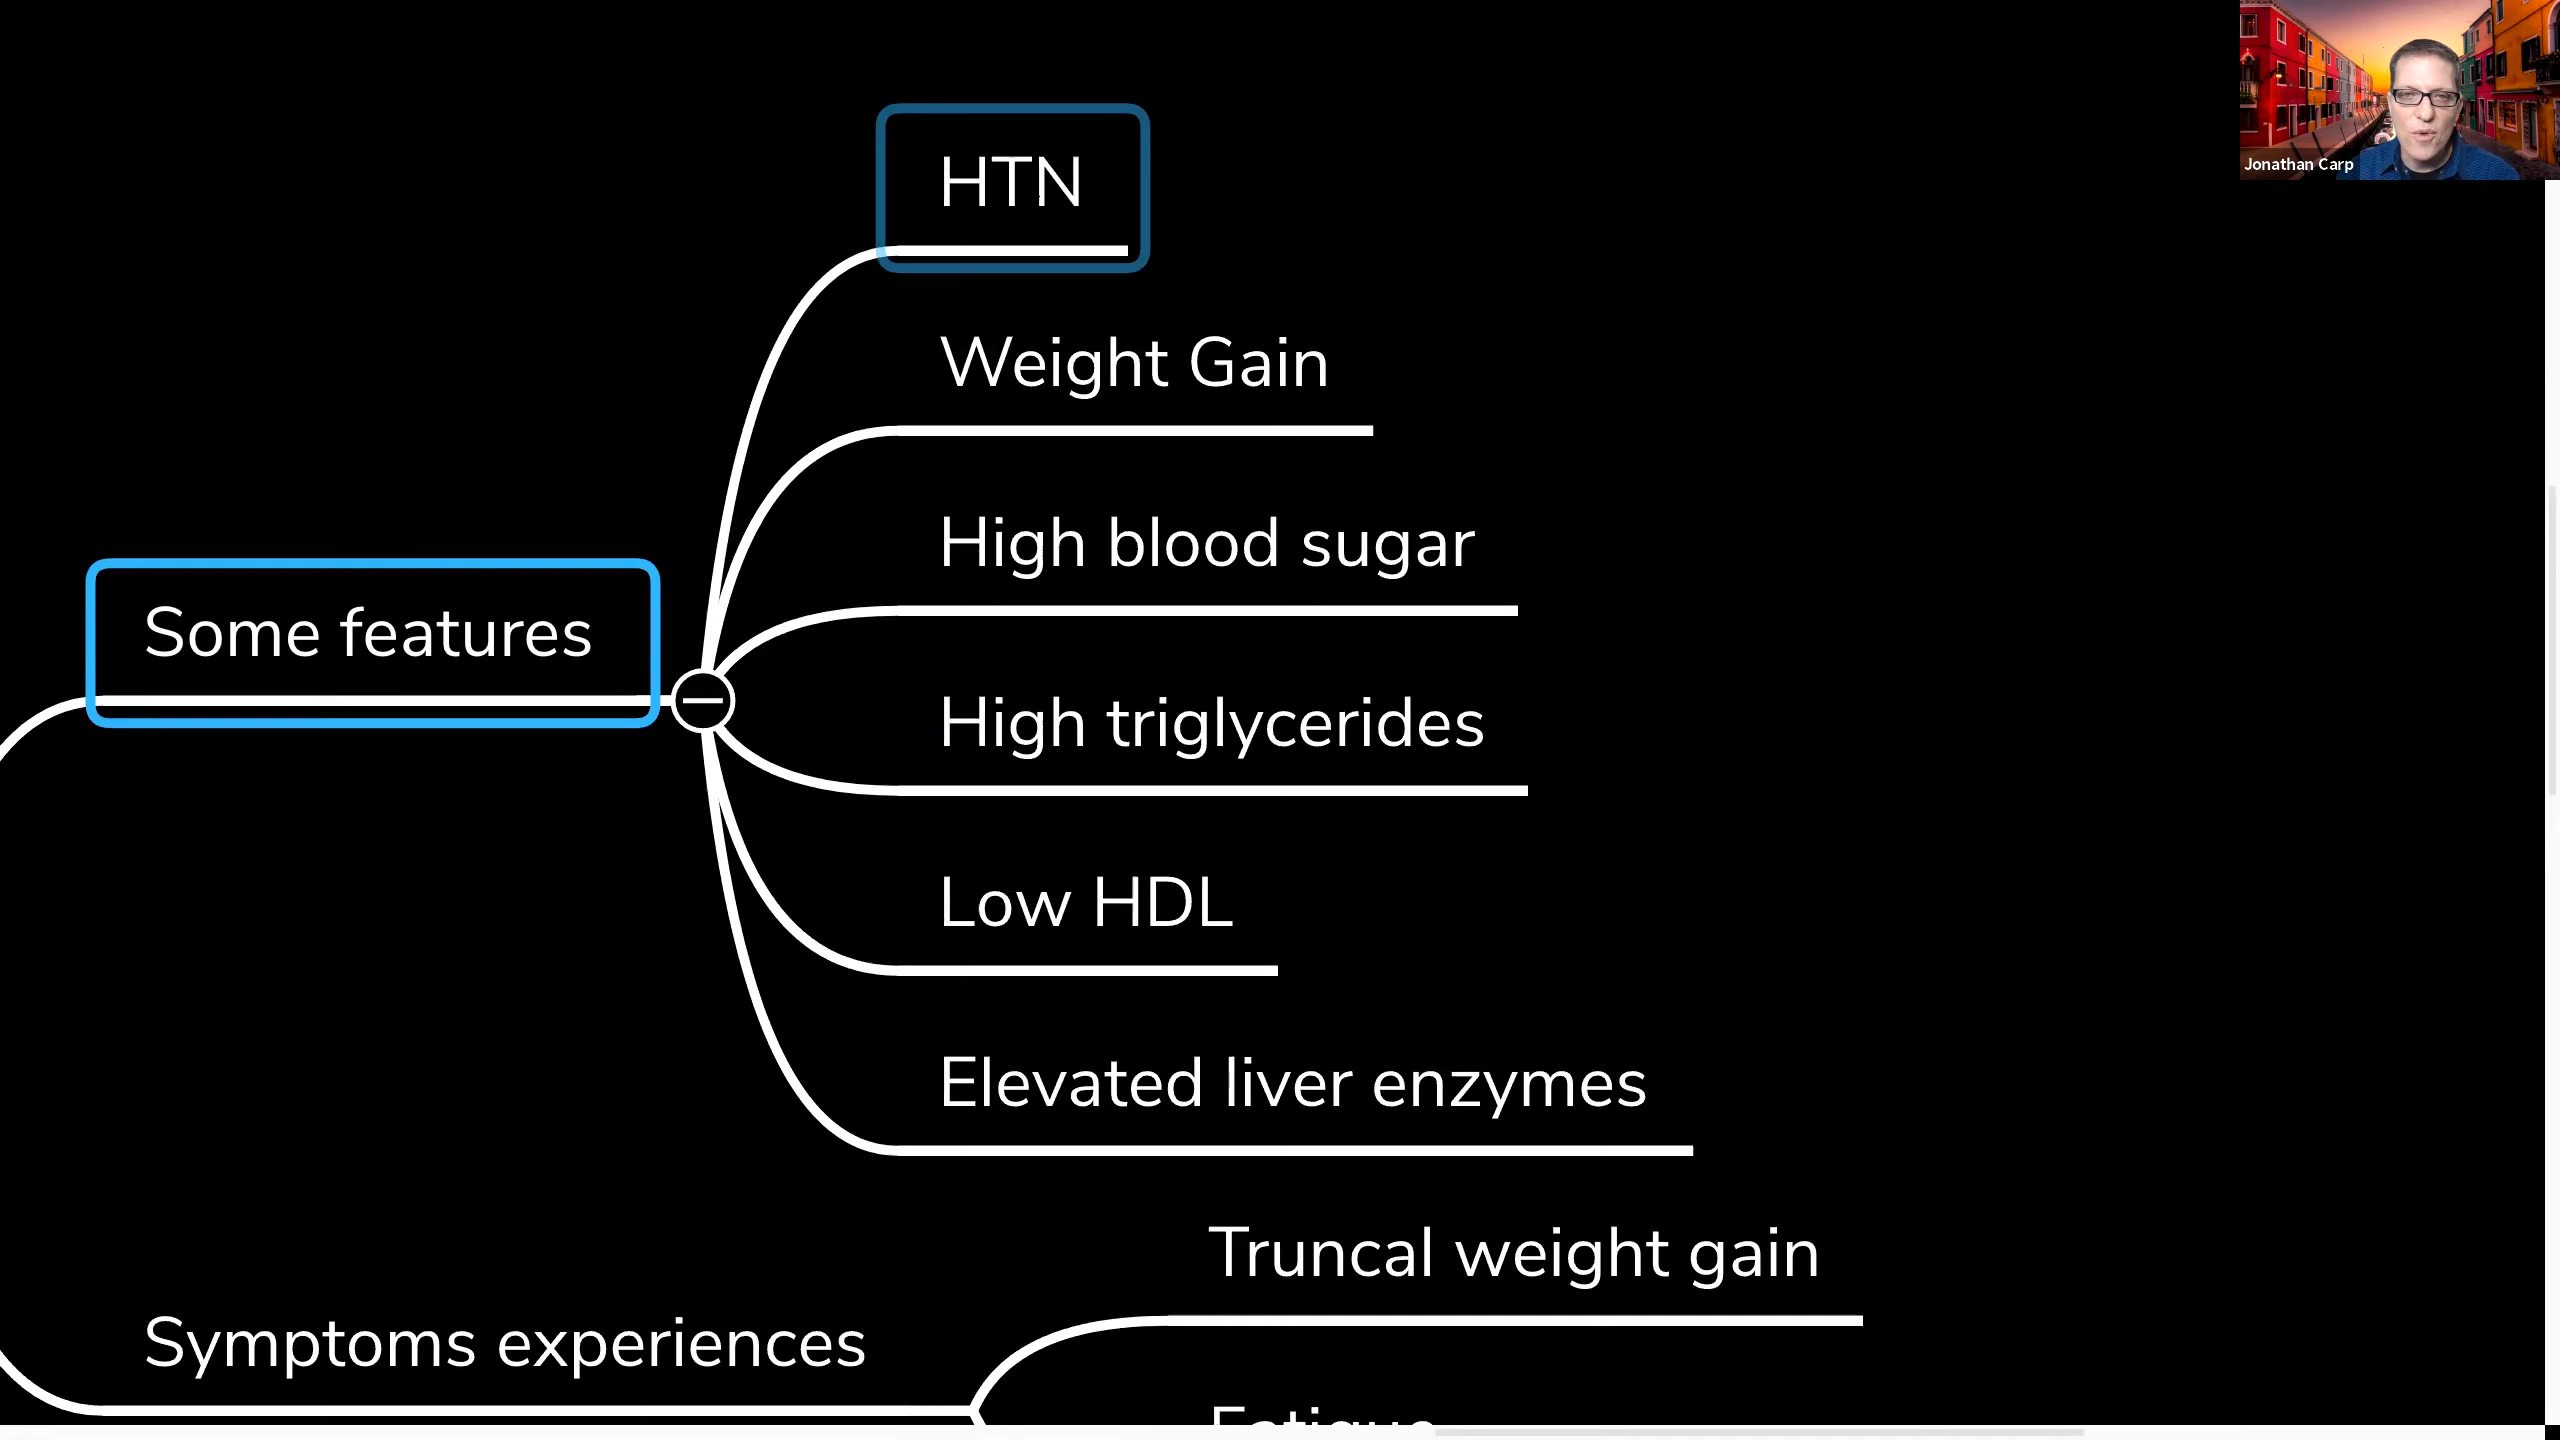 Jonathan Carp
HTN
Weight Gain
High blood sugar
Some features
High triglycerides
Low HDL
Elevated liver enzymes
Truncal weight gain
Symptoms experiences
Fatigue